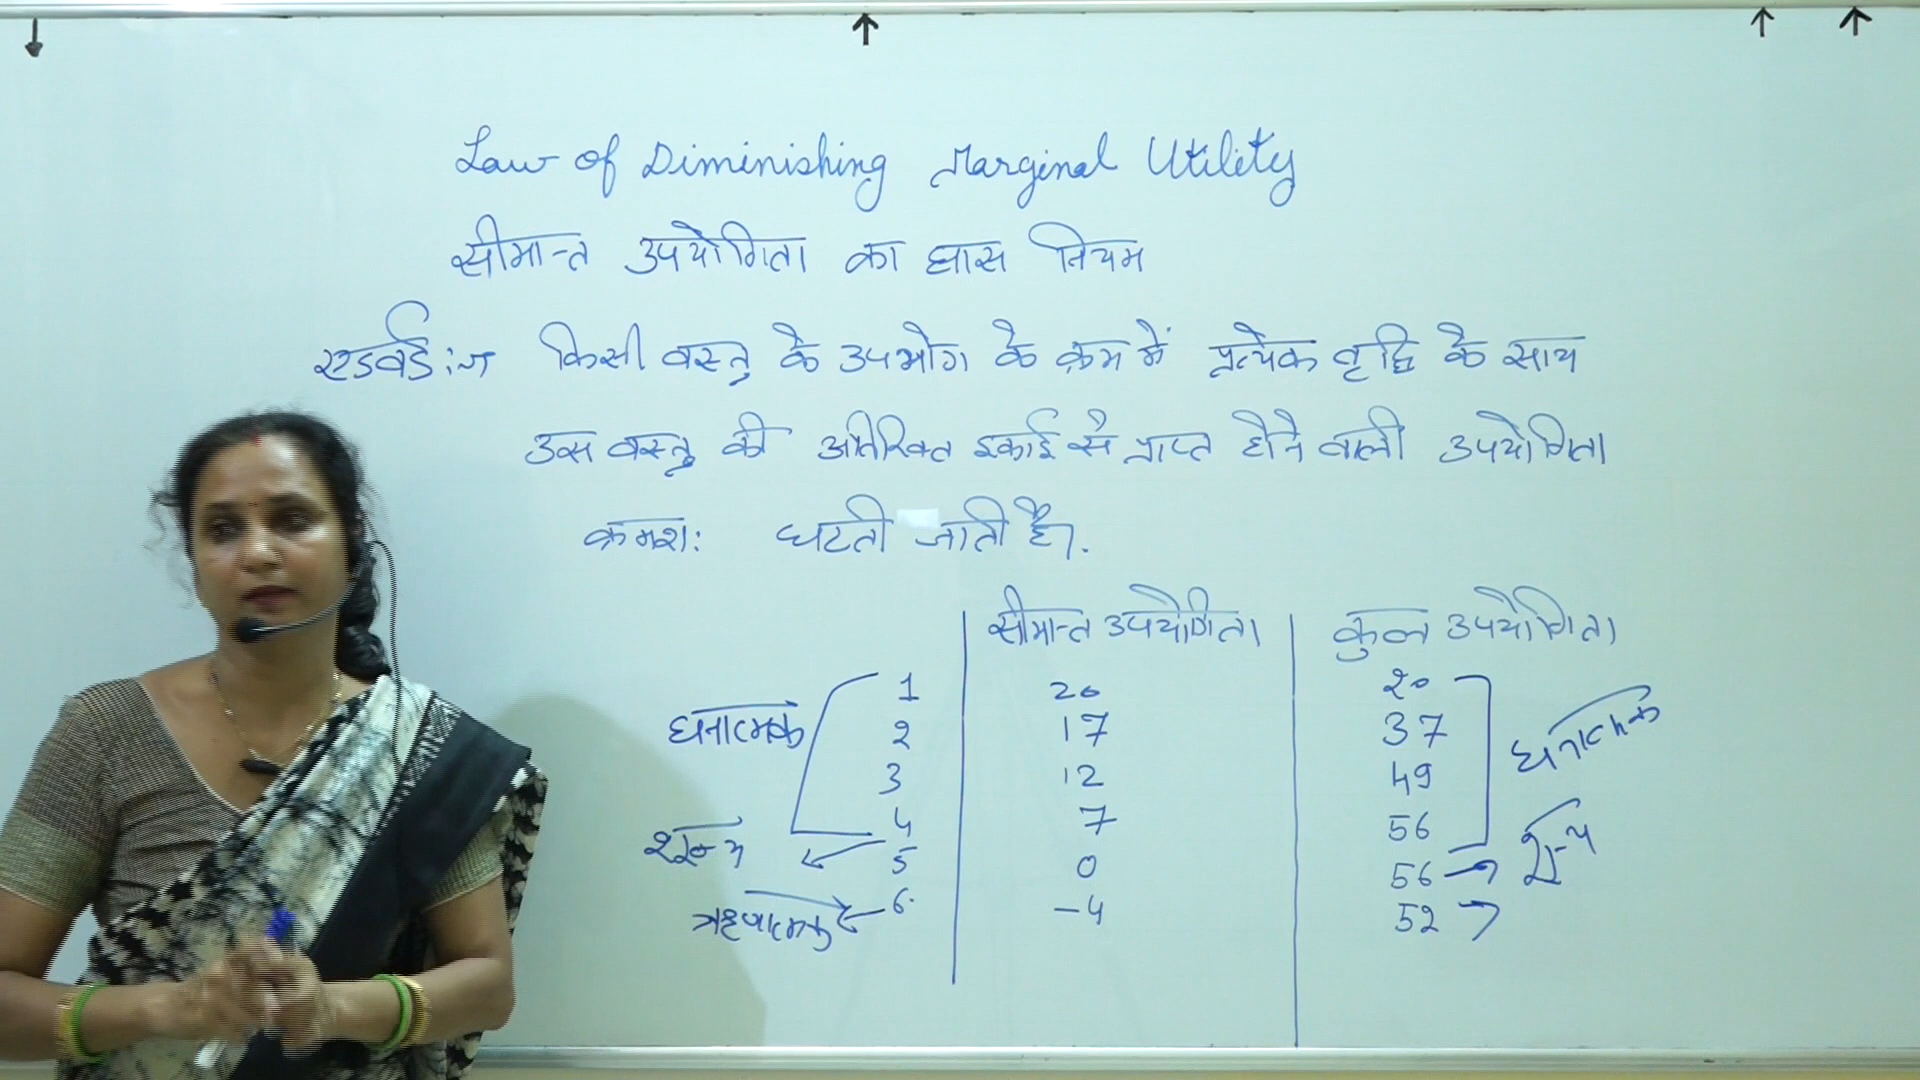 Law of Diminishing Marginal Utility
सीमान्त उपयोगिता का ह्रास नियम
एडवर्ड :→ किसी वस्तु के उपभोग के क्रम में प्रत्येक वृद्धि के साथ
उस वस्तु की अतिरिक्त इकाई से प्राप्त होने वाली उपयोगिता
क्रमशः घटती जाती है।
सीमान्त उपयोगिता कुल उपयोगिता
1 20 २०
धनात्मक 2 17 37 धनात्मक
3 12 49
4 7 56
शून्य 5 0 56 → शून्य
ऋणात्मक ← 6 -4 52 →